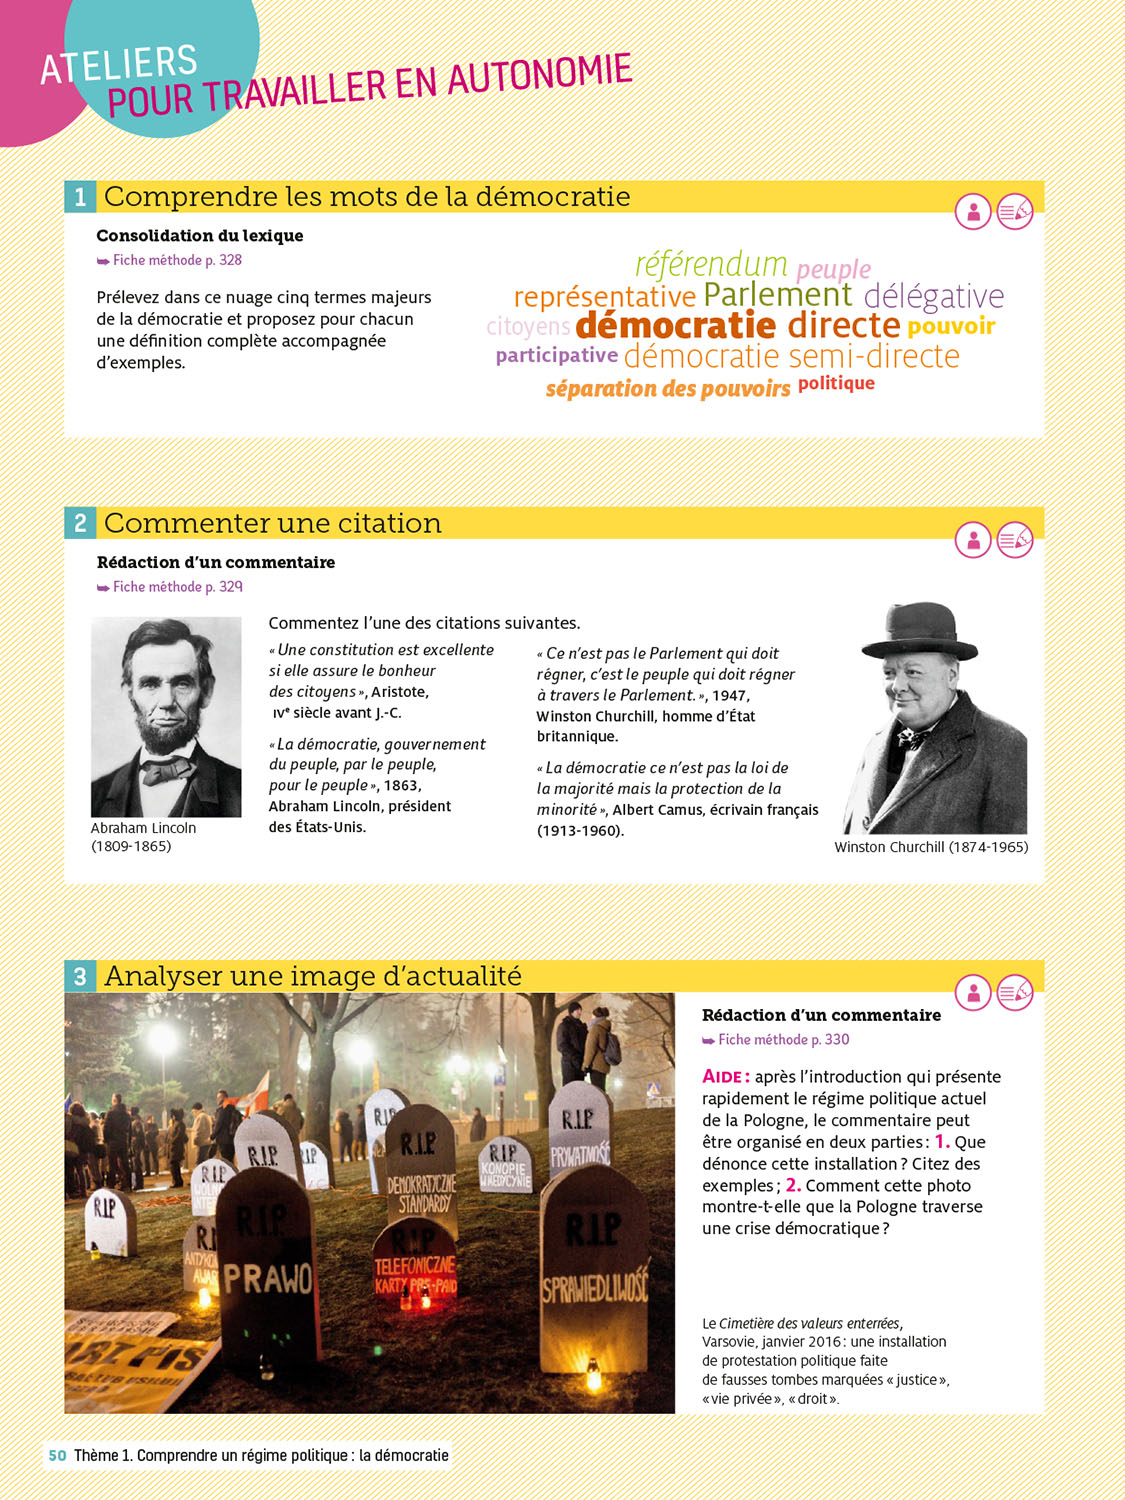 ATELIERS
POUR TRAVAILLER EN AUTONOMIE
1 Comprendre les mots de la démocratie
Consolidation du lexique
➥ Fiche méthode p. 328
Prélevez dans ce nuage cinq termes majeurs
de la démocratie et proposez pour chacun
une définition complète accompagnée
d’exemples.
référendum peuple
représentative Parlement délégative
citoyens démocratie directe pouvoir
participative démocratie semi-directe
séparation des pouvoirs politique
2 Commenter une citation
Rédaction d’un commentaire
➥ Fiche méthode p. 329
Commentez l’une des citations suivantes.
« Une constitution est excellente
si elle assure le bonheur
des citoyens », Aristote,
IVe siècle avant J.-C.
« La démocratie, gouvernement
du peuple, par le peuple,
pour le peuple », 1863,
Abraham Lincoln, président
des États-Unis.
« Ce n’est pas le Parlement qui doit
régner, c’est le peuple qui doit régner
à travers le Parlement. », 1947,
Winston Churchill, homme d’État
britannique.
« La démocratie ce n’est pas la loi de
la majorité mais la protection de la
minorité », Albert Camus, écrivain français
(1913-1960).
Abraham Lincoln
(1809-1865)
Winston Churchill (1874-1965)
3 Analyser une image d’actualité
R.I.P
R.I.P
R.I.P
PRYWATNOŚĆ
R.I.P
R.I.P
DEMOKRATYCZNE
STANDARDY
R.I.P
KONOPIE
W MEDYCYNIE
R.I.P
R.I.P
R.I.P
PRAWO
R.I.P
TELEFONICZNE
KARTY PRE-PAID
R.I.P
SPRAWIEDLIWOŚĆ
PIS
Rédaction d’un commentaire
➥ Fiche méthode p. 330
AIDE : après l’introduction qui présente
rapidement le régime politique actuel
de la Pologne, le commentaire peut
être organisé en deux parties : 1. Que
dénonce cette installation ? Citez des
exemples ; 2. Comment cette photo
montre-t-elle que la Pologne traverse
une crise démocratique ?
Le Cimetière des valeurs enterrées,
Varsovie, janvier 2016 : une installation
de protestation politique faite
de fausses tombes marquées « justice »,
« vie privée », « droit ».
50 Thème 1. Comprendre un régime politique : la démocratie